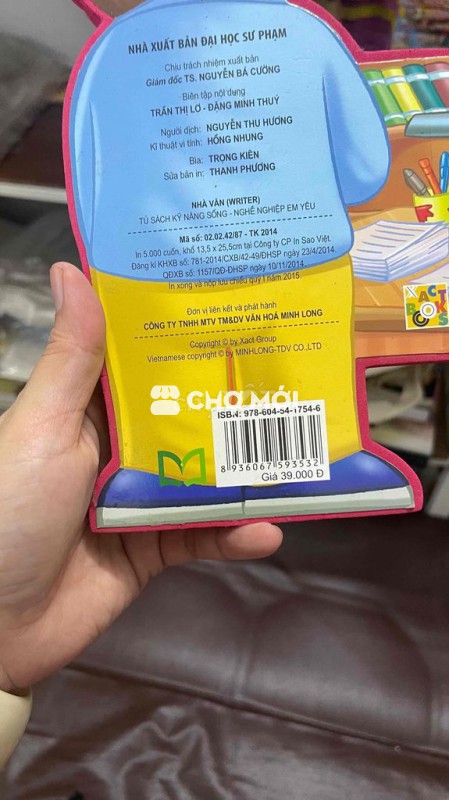 NHÀ XUẤT BẢN ĐẠI HỌC SƯ PHẠM
Chịu trách nhiệm xuất bản
Giám đốc TS. NGUYỄN BÁ CƯỜNG
Biên tập nội dung
TRẦN THỊ LƠ - ĐẶNG MINH THUÝ
Người dịch: NGUYỄN THU HƯƠNG
Kĩ thuật vi tính: HỒNG NHUNG
Bìa: TRỌNG KIÊN
Sửa bản in: THANH PHƯƠNG
NHÀ VĂN (WRITER)
TỦ SÁCH KỸ NĂNG SỐNG - NGHỀ NGHIỆP EM YÊU
Mã số: 02.02.42/87 - TK 2014
In 5.000 cuốn, khổ 13,5 x 25,5cm tại Công ty CP In Sao Việt.
Đăng kí KHXB số: 781-2014/CXB/42-49/ĐHSP ngày 23/4/2014.
QĐXB số: 1157/QĐ-ĐHSP ngày 10/11/2014.
In xong và nộp lưu chiểu quý I năm 2015.
Đơn vị liên kết và phát hành
CÔNG TY TNHH MTV TM&DV VĂN HOÁ MINH LONG
Copyright © by Xact Group
Vietnamese copyright © by MINHLONG-TDV CO.,LTD
XACT
BOOKS
CHỢ MỚI
ISBN: 978-604-54-1754-6
8 936067 593532
Giá 39.000 Đ